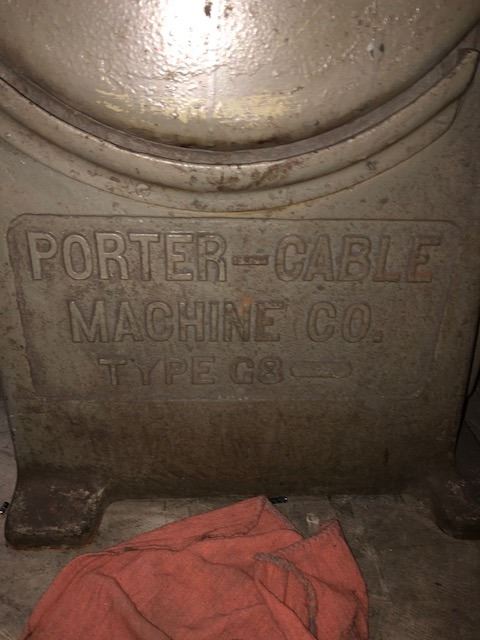 PORTER-CABLE
MACHINE CO.
TYPE G8